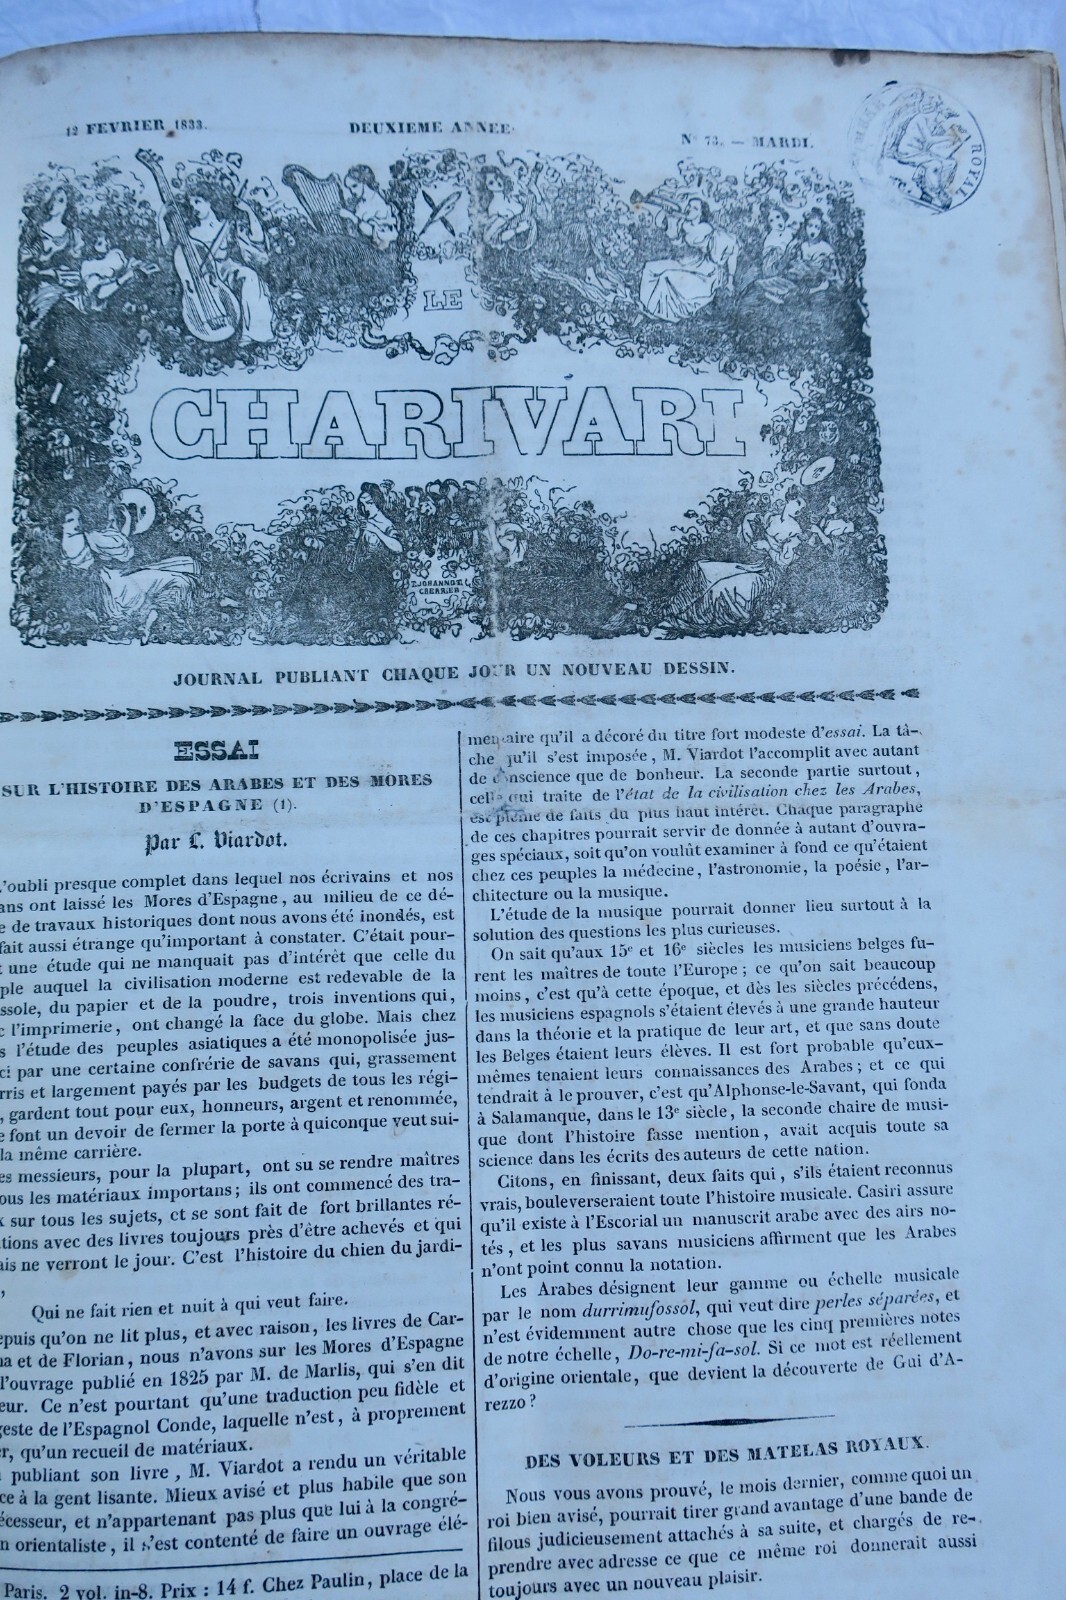 12 FEVRIER 1833.
DEUXIEME ANNEE.
N° 73. — MARDI.
ROYAL
LE
CHARIVARI
T. JOHANNOT
CHERRIER
JOURNAL PUBLIANT CHAQUE JOUR UN NOUVEAU DESSIN.
ESSAI
SUR L'HISTOIRE DES ARABES ET DES MORES
D'ESPAGNE (1).
Par L. Viardot.
L'oubli presque complet dans lequel nos écrivains et nos
ans ont laissé les Mores d'Espagne, au milieu de ce dé-
e de travaux historiques dont nous avons été inondés, est
fait aussi étrange qu'important à constater. C'était pour-
t une étude qui ne manquait pas d'intérêt que celle du
ple auquel la civilisation moderne est redevable de la
ssole, du papier et de la poudre, trois inventions qui,
c l'imprimerie, ont changé la face du globe. Mais chez
s l'étude des peuples asiatiques a été monopolisée jus-
ci par une certaine confrérie de savans qui, grassement
rris et largement payés par les budgets de tous les régi-
, gardent tout pour eux, honneurs, argent et renommée,
e font un devoir de fermer la porte à quiconque veut sui-
la même carrière.
es messieurs, pour la plupart, ont su se rendre maîtres
ous les matériaux importans; ils ont commencé des tra-
x sur tous les sujets, et se sont fait de fort brillantes ré-
tions avec des livres toujours près d'être achevés et qui
ais ne verront le jour. C'est l'histoire du chien du jardi-
,
Qui ne fait rien et nuit à qui veut faire.
epuis qu'on ne lit plus, et avec raison, les livres de Car-
na et de Florian, nous n'avons sur les Mores d'Espagne
l'ouvrage publié en 1825 par M. de Marlis, qui s'en dit
eur. Ce n'est pourtant qu'une traduction peu fidèle et
geste de l'Espagnol Conde, laquelle n'est, à proprement
er, qu'un recueil de matériaux.
publiant son livre, M. Viardot a rendu un véritable
ce à la gent lisante. Mieux avisé et plus habile que son
écesseur, et n'appartenant pas plus que lui à la congré-
n orientaliste, il s'est contenté de faire un ouvrage élé-
Paris. 2 vol. in-8. Prix : 14 f. Chez Paulin, place de la
mentaire qu'il a décoré du titre fort modeste d'essai. La tâ-
che qu'il s'est imposée, M. Viardot l'accomplit avec autant
de conscience que de bonheur. La seconde partie surtout,
celle qui traite de l'état de la civilisation chez les Arabes,
est pleine de faits du plus haut intérêt. Chaque paragraphe
de ces chapitres pourrait servir de donnée à autant d'ouvra-
ges spéciaux, soit qu'on voulût examiner à fond ce qu'étaient
chez ces peuples la médecine, l'astronomie, la poésie, l'ar-
chitecture ou la musique.
L'étude de la musique pourrait donner lieu surtout à la
solution des questions les plus curieuses.
On sait qu'aux 15e et 16e siècles les musiciens belges fu-
rent les maîtres de toute l'Europe; ce qu'on sait beaucoup
moins, c'est qu'à cette époque, et dès les siècles précédens,
les musiciens espagnols s'étaient élevés à une grande hauteur
dans la théorie et la pratique de leur art, et que sans doute
les Belges étaient leurs élèves. Il est fort probable qu'eux-
mêmes tenaient leurs connaissances des Arabes; et ce qui
tendrait à le prouver, c'est qu'Alphonse-le-Savant, qui fonda
à Salamanque, dans le 13e siècle, la seconde chaire de musi-
que dont l'histoire fasse mention, avait acquis toute sa
science dans les écrits des auteurs de cette nation.
Citons, en finissant, deux faits qui, s'ils étaient reconnus
vrais, bouleverseraient toute l'histoire musicale. Casiri assure
qu'il existe à l'Escorial un manuscrit arabe avec des airs no-
tés, et les plus savans musiciens affirment que les Arabes
n'ont point connu la notation.
Les Arabes désignent leur gamme ou échelle musicale
par le nom durrimufossol, qui veut dire perles séparées, et
n'est évidemment autre chose que les cinq premières notes
de notre échelle, Do-re-mi-fa-sol. Si ce mot est réellement
d'origine orientale, que devient la découverte de Gui d'A-
rezzo?
DES VOLEURS ET DES MATELAS ROYAUX.
Nous vous avons prouvé, le mois dernier, comme quoi un
roi bien avisé, pourrait tirer grand avantage d'une bande de
filous judicieusement attachés à sa suite, et chargés de re-
prendre avec adresse ce que ce même roi donnerait aussi
toujours avec un nouveau plaisir.